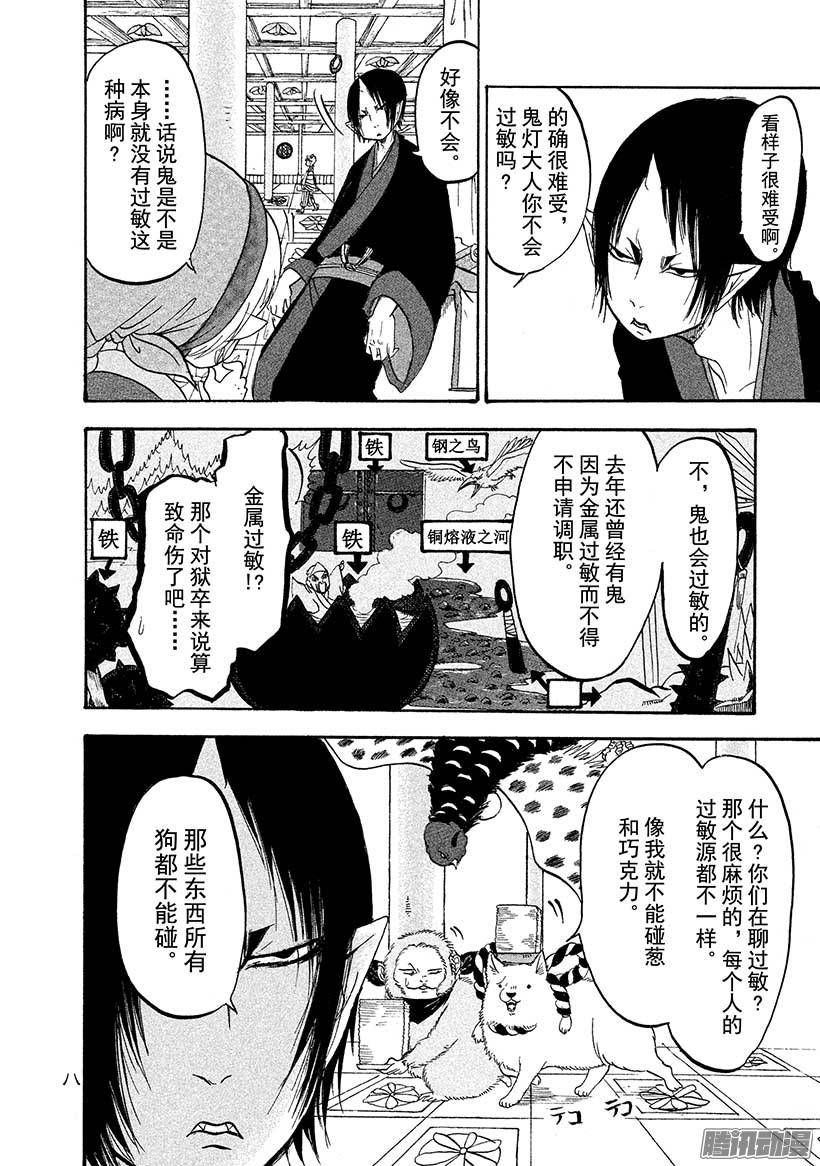 看样子很难受啊。
的确很难受，
鬼灯大人你不会
过敏吗？
好像不会。
……话说鬼是不是
本身就没有过敏这
种病啊？
不，鬼也会过敏的。
去年还曾经有鬼
因为金属过敏而不得
不申请调职。
钢之鸟
铜熔液之河
铁
铁
铁
金属过敏!?
那个对狱卒来说算
致命伤了吧……
什么？你们在聊过敏？
那个很麻烦的，每个人的
过敏源都不一样。
像我就不能碰葱
和巧克力。
テコ
テコ
那些东西所有
狗都不能碰。
八
腾讯动漫